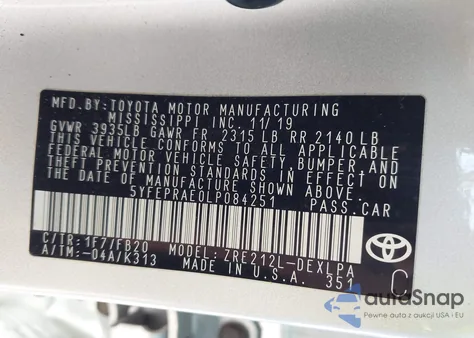 MFD.BY:TOYOTA MOTOR MANUFACTURING
MISSISSIPPI INC. 11/19
GVWR 3935LB GAWR FR 2315 LB RR 2140 LB
THIS VEHICLE CONFORMS TO ALL APPLICABLE
FEDERAL MOTOR VEHICLE SAFETY, BUMPER, AND
THEFT PREVENTION STANDARDS IN EFFECT ON
THE DATE OF MANUFACTURE SHOWN ABOVE.
5YFEPRAE0LP084251 PASS.CAR
C/TR:1F7/FB20 MODEL:ZRE212L-DEXLPA
A/TM:-04A/K313 MADE IN U.S.A. 351
TOYOTA
C
autoSnap
Pewne auta z aukcji USA i